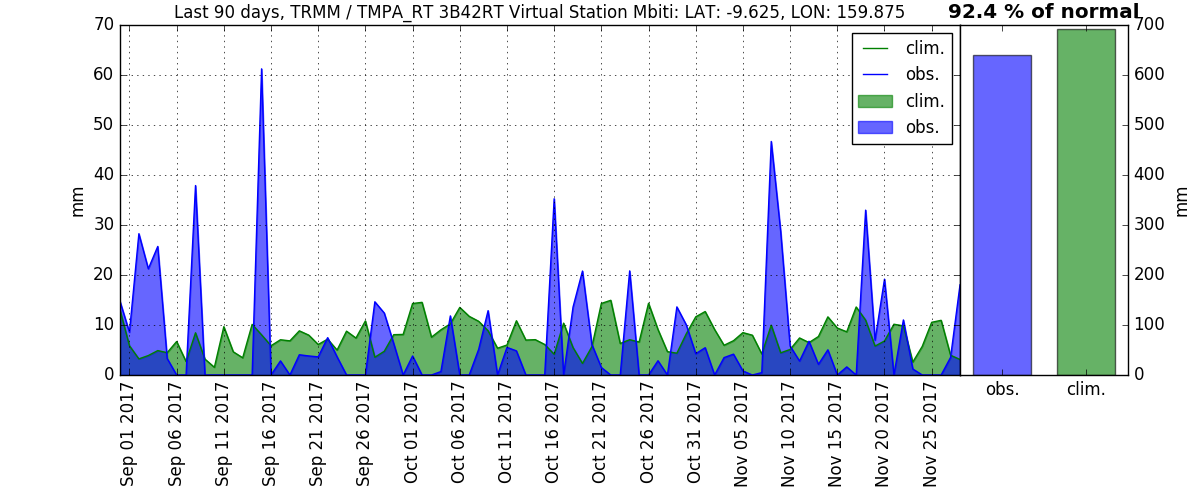 Last 90 days, TRMM / TMPA_RT 3B42RT Virtual Station Mbiti: LAT: -9.625, LON: 159.875
92.4 % of normal
70
60
50
40
30
20
10
0
mm
clim.
obs.
clim.
obs.
Sep 01 2017
Sep 06 2017
Sep 11 2017
Sep 16 2017
Sep 21 2017
Sep 26 2017
Oct 01 2017
Oct 06 2017
Oct 11 2017
Oct 16 2017
Oct 21 2017
Oct 26 2017
Oct 31 2017
Nov 05 2017
Nov 10 2017
Nov 15 2017
Nov 20 2017
Nov 25 2017
700
600
500
400
300
200
100
0
mm
obs.
clim.